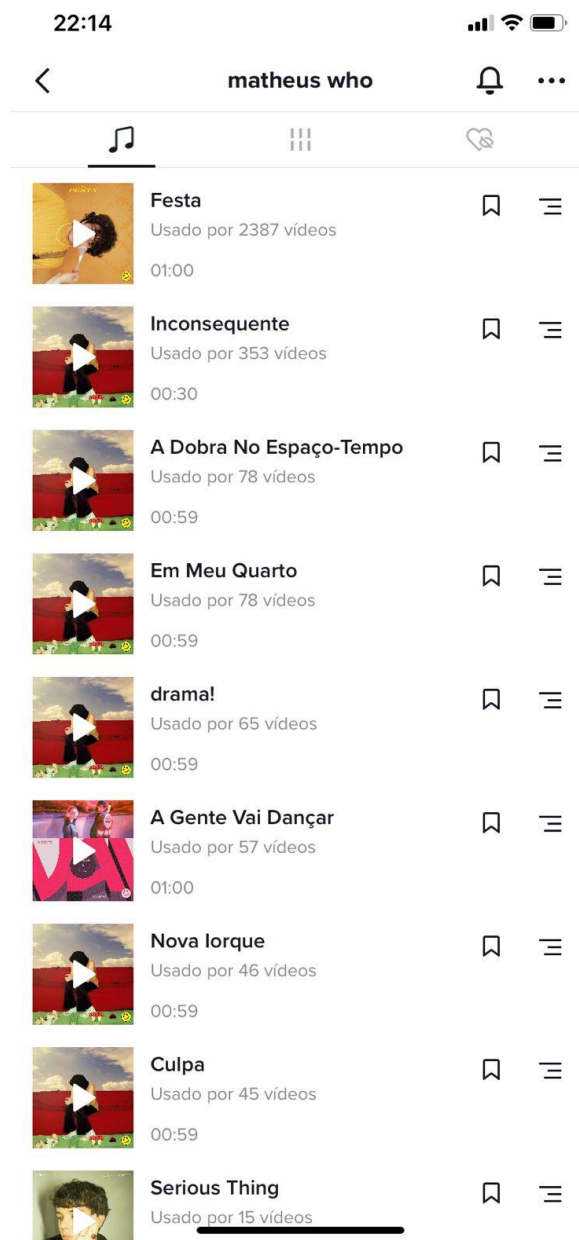 22:14
matheus who
Festa
Usado por 2387 vídeos
01:00
Inconsequente
Usado por 353 vídeos
00:30
A Dobra No Espaço-Tempo
Usado por 78 vídeos
00:59
Em Meu Quarto
Usado por 78 vídeos
00:59
drama!
Usado por 65 vídeos
00:59
A Gente Vai Dançar
Usado por 57 vídeos
01:00
Nova Iorque
Usado por 46 vídeos
00:59
Culpa
Usado por 45 vídeos
00:59
Serious Thing
Usado por 15 vídeos